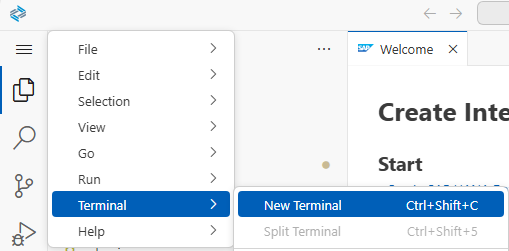 File
Edit
Selection
View
Go
Run
Terminal
Help
New Terminal Ctrl+Shift+C
Split Terminal Ctrl+Shift+5
SAP Welcome
Create Inte
Start